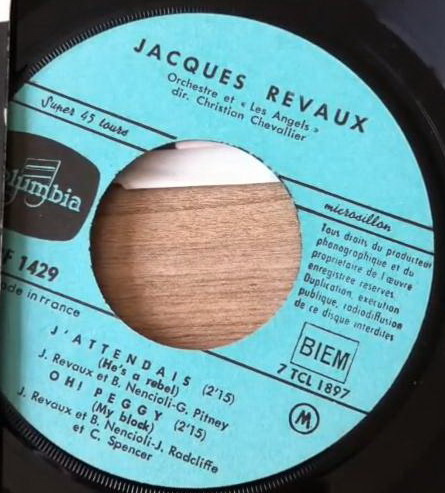 JACQUES REVAUX
Orchestre et « Les Angels »
dir. Christian Chevallier
Super 45 tours
microsillon
Tous droits du producteur
phonographique et du
propriétaire de l'œuvre
enregistrée réservés.
Duplication, exécution
publique, radiodiffusion
de ce disque interdites
BIEM
7 TCL 1897
1429
in France
J'ATTENDAIS (2'15)
(He's a rebel)
J. Revaux et B. Nencioli-G. Pitney
OH! PEGGY (2'15)
(My block)
J. Revaux et B. Nencioli-J. Radcliffe
et C. Spencer
M